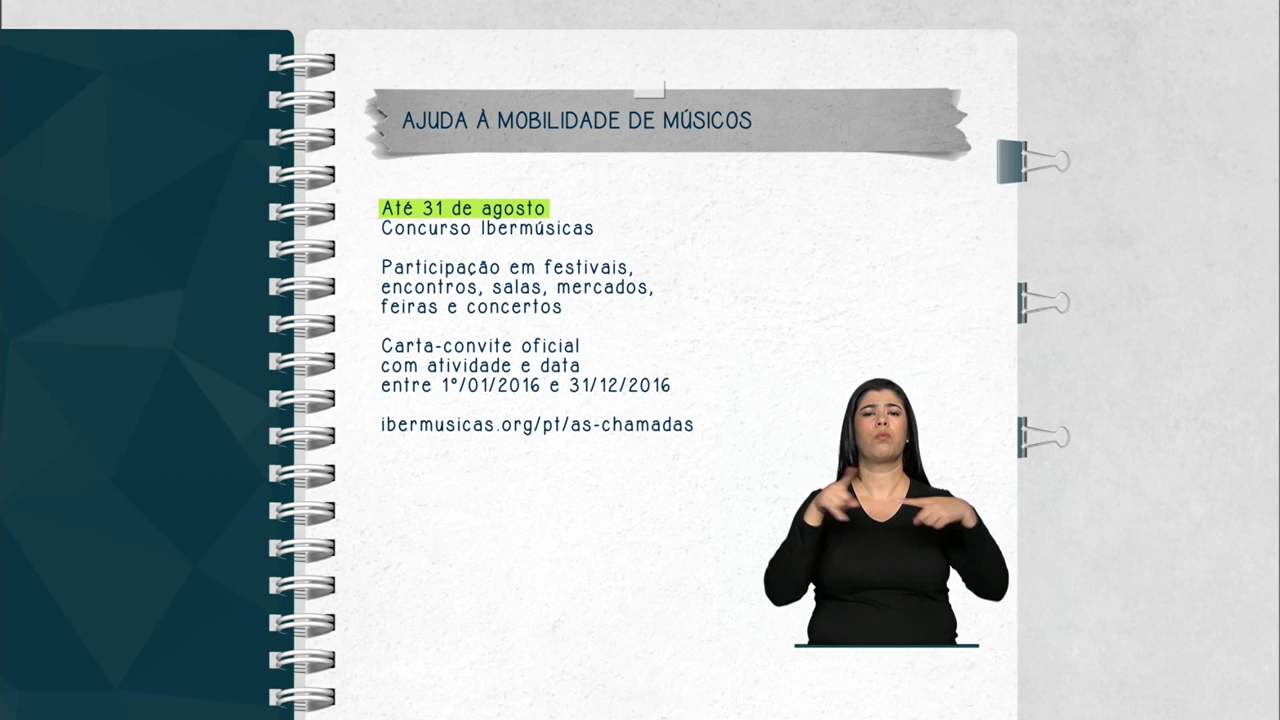 AJUDA À MOBILIDADE DE MÚSICOS
Até 31 de agosto
Concurso Ibermúsicas
Participação em festivais,
encontros, salas, mercados,
feiras e concertos
Carta-convite oficial
com atividade e data
entre 1º/01/2016 e 31/12/2016
ibermusicas.org/pt/as-chamadas